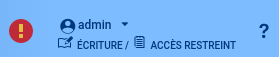 admin
ÉCRITURE / ACCÈS RESTREINT
?